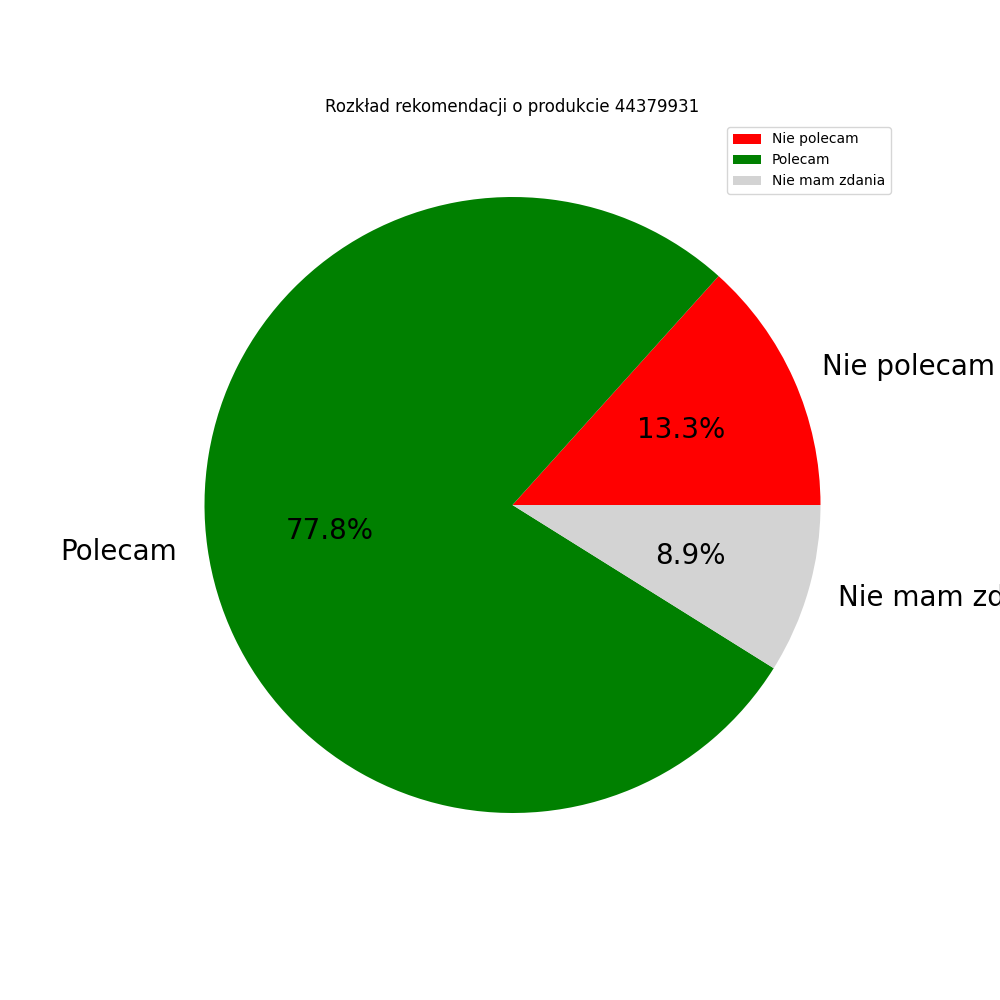 Rozkład rekomendacji o produkcie 44379931
Nie polecam
Polecam
Nie mam zdania
Nie polecam
13.3%
77.8%
Polecam
8.9%
Nie mam zd